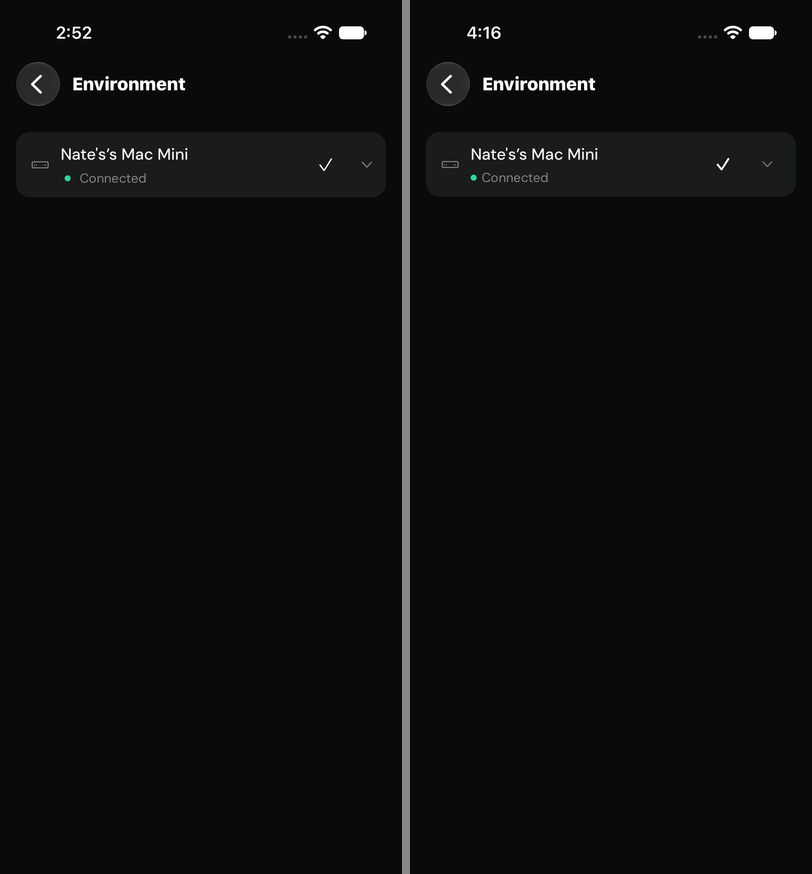 2:52
Environment
Nate's’s Mac Mini
Connected
4:16
Environment
Nate's’s Mac Mini
Connected